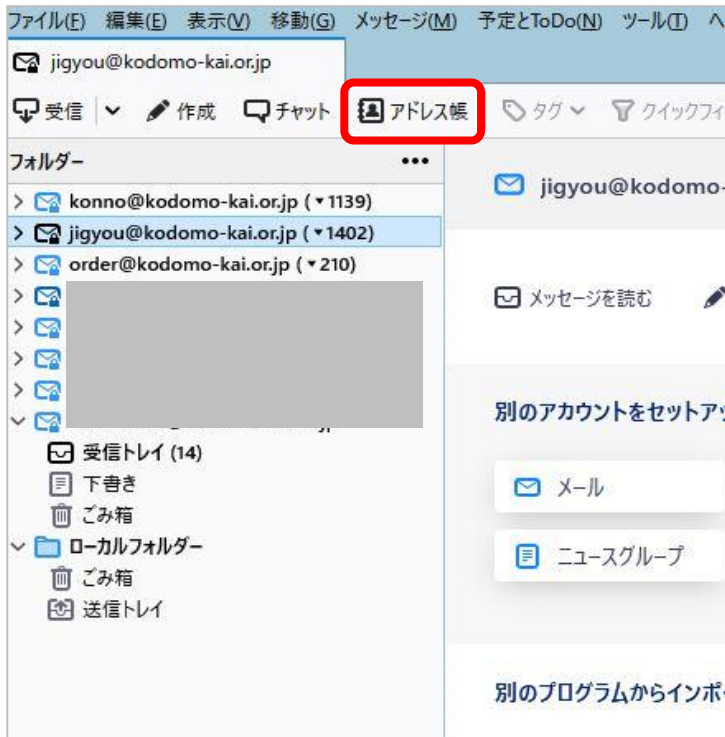 ファイル(F) 編集(E) 表示(V) 移動(G) メッセージ(M) 予定とToDo(N) ツール(T)
jigyou@kodomo-kai.or.jp
受信 作成 チャット アドレス帳 タグ クイックフィ
フォルダー
konno@kodomo-kai.or.jp (▾1139)
jigyou@kodomo-kai.or.jp (▾1402)
order@kodomo-kai.or.jp (▾210)
受信トレイ (14)
下書き
ごみ箱
ローカルフォルダー
ごみ箱
送信トレイ
jigyou@kodomo-
メッセージを読む
別のアカウントをセットアッ
メール
ニュースグループ
別のプログラムからインポ